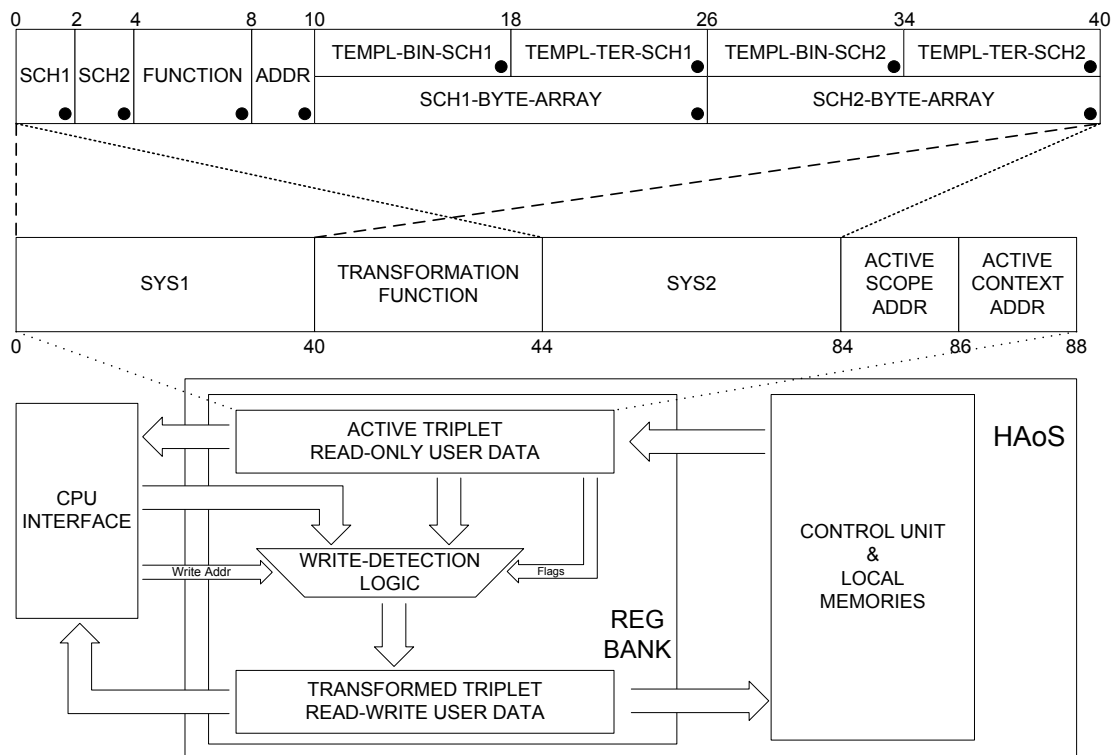 0 2 4 8 10 18 26 34 40
SCH1 SCH2 FUNCTION ADDR
TEMPL-BIN-SCH1 TEMPL-TER-SCH1 TEMPL-BIN-SCH2 TEMPL-TER-SCH2
SCH1-BYTE-ARRAY SCH2-BYTE-ARRAY
SYS1
TRANSFORMATION
FUNCTION
SYS2
ACTIVE
SCOPE
ADDR
ACTIVE
CONTEXT
ADDR
0 40 44 84 86 88
CPU
INTERFACE
ACTIVE TRIPLET
READ-ONLY USER DATA
HAoS
WRITE-DETECTION
LOGIC
Write Addr
Flags
CONTROL UNIT
&
LOCAL
MEMORIES
REG
BANK
TRANSFORMED TRIPLET
READ-WRITE USER DATA